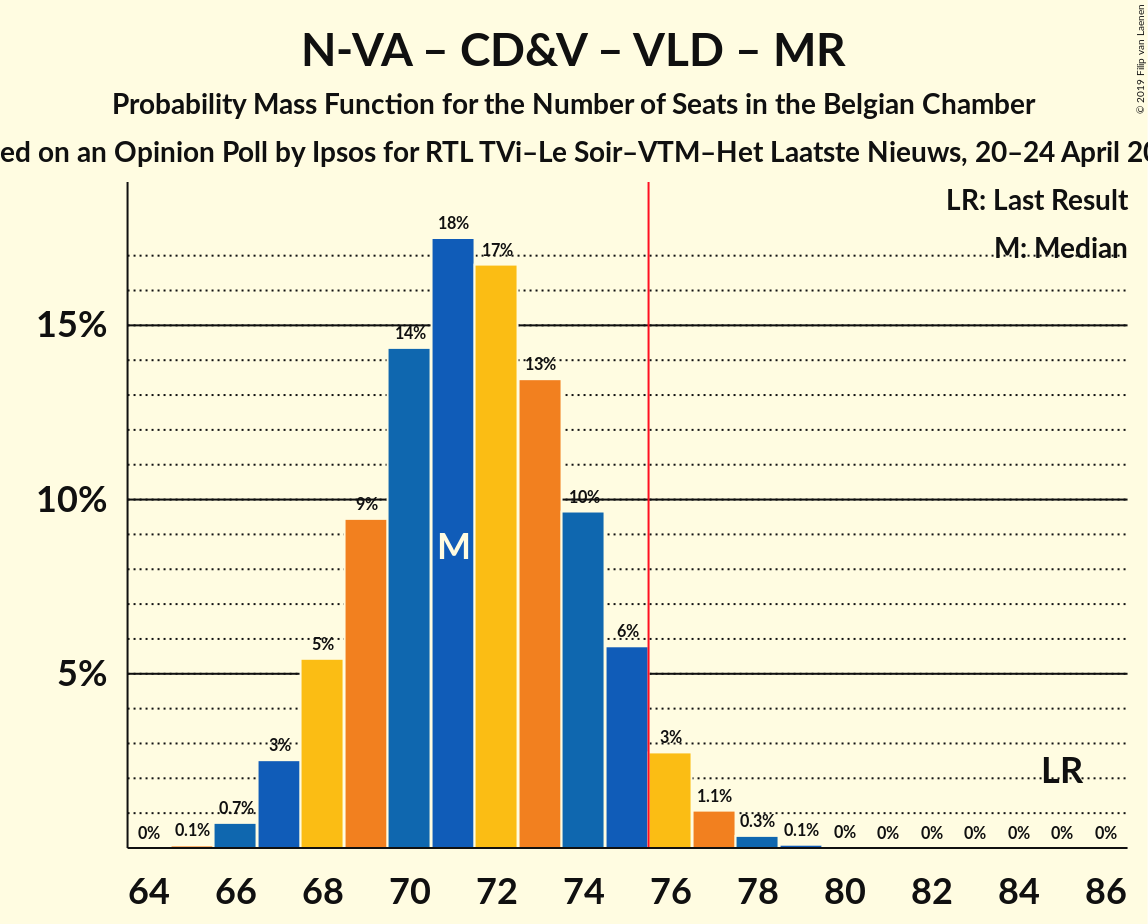 N-VA – CD&V – VLD – MR
Probability Mass Function for the Number of Seats in the Belgian Chamber
ed on an Opinion Poll by Ipsos for RTL TVi–Le Soir–VTM–Het Laatste Nieuws, 20–24 April 20
© 2019 Filip van Laenen
LR: Last Result
M: Median
15%
10%
5%
0% 0.1% 0.7% 3% 5% 9% 14% 18% 17% 13% 10% 6% 3% 1.1% 0.3% 0.1% 0% 0% 0% 0% 0% 0% 0%
M
LR
64 66 68 70 72 74 76 78 80 82 84 86